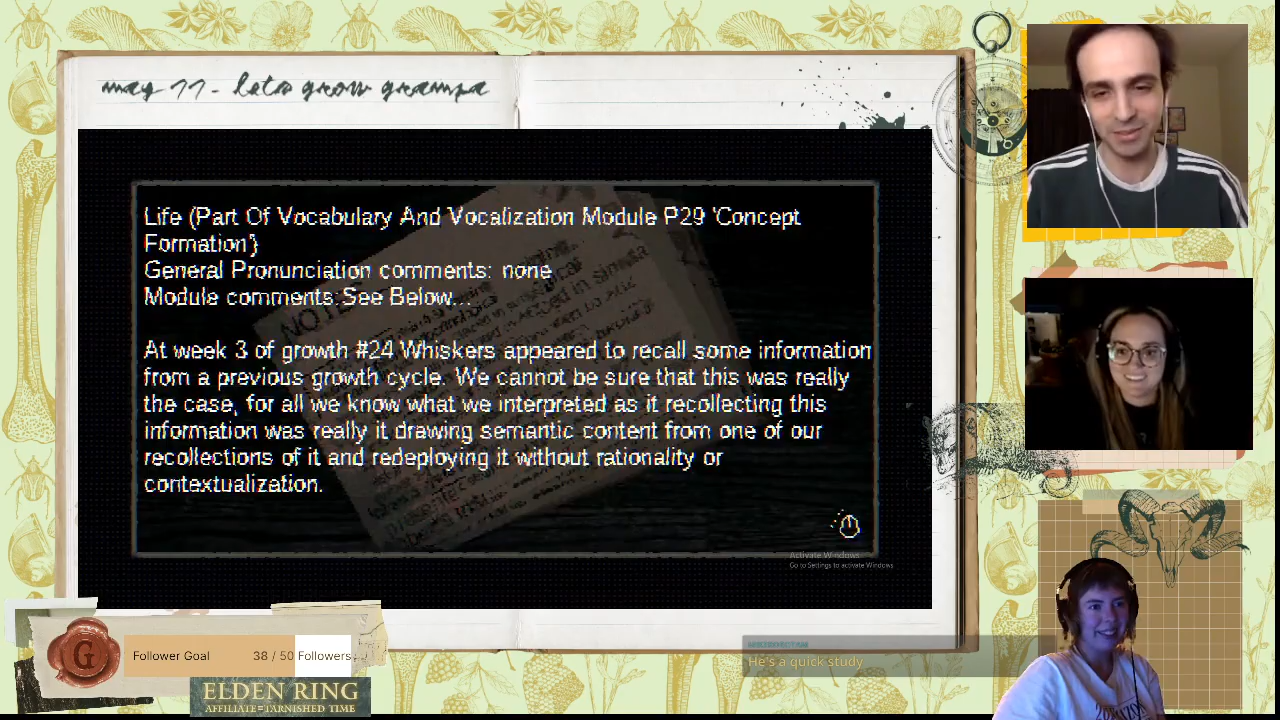 may 11 - lets grow grampa
Life (Part Of Vocabulary And Vocalization Module P29 'Concept
Formation'}
General Pronunciation comments: none
Module comments:See Below...
At week 3 of growth #24 Whiskers appeared to recall some information
from a previous growth cycle. We cannot be sure that this was really
the case, for all we know what we interpreted as it recollecting this
information was really it drawing semantic content from one of our
recollections of it and redeploying it without rationality or
contextualization.
Activate Windows
Go to Settings to activate Windows
G
Follower Goal 38 / 50 Followers
He's a quick study
ELDEN RING
AFFILIATE=TARNISHED TIME